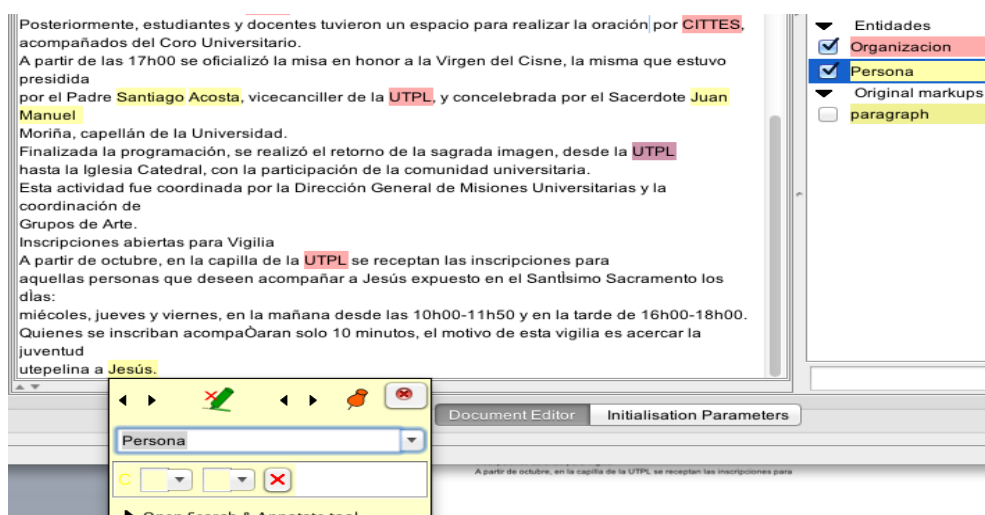 Posteriormente, estudiantes y docentes tuvieron un espacio para realizar la oración por CITTES,
acompañados del Coro Universitario.
A partir de las 17h00 se oficializó la misa en honor a la Virgen del Cisne, la misma que estuvo
presidida
por el Padre Santiago Acosta, vicecanciller de la UTPL, y concelebrada por el Sacerdote Juan
Manuel
Moriña, capellán de la Universidad.
Finalizada la programación, se realizó el retorno de la sagrada imagen, desde la UTPL
hasta la Iglesia Catedral, con la participación de la comunidad universitaria.
Esta actividad fue coordinada por la Dirección General de Misiones Universitarias y la
coordinación de
Grupos de Arte.
Inscripciones abiertas para Vigilia
A partir de octubre, en la capilla de la UTPL se receptan las inscripciones para
aquellas personas que deseen acompañar a Jesús expuesto en el SantÌsimo Sacramento los
dÌas:
miécoles, jueves y viernes, en la mañana desde las 10h00-11h50 y en la tarde de 16h00-18h00.
Quienes se inscriban acompaÒaran solo 10 minutos, el motivo de esta vigilia es acercar la
juventud
utepelina a Jesús.
Entidades
Organizacion
Persona
Original markups
paragraph
Document Editor
Initialisation Parameters
Persona
C
Open Search & Annotate tool
A partir de octubre, en la capilla de la UTPL se receptan las inscripciones para